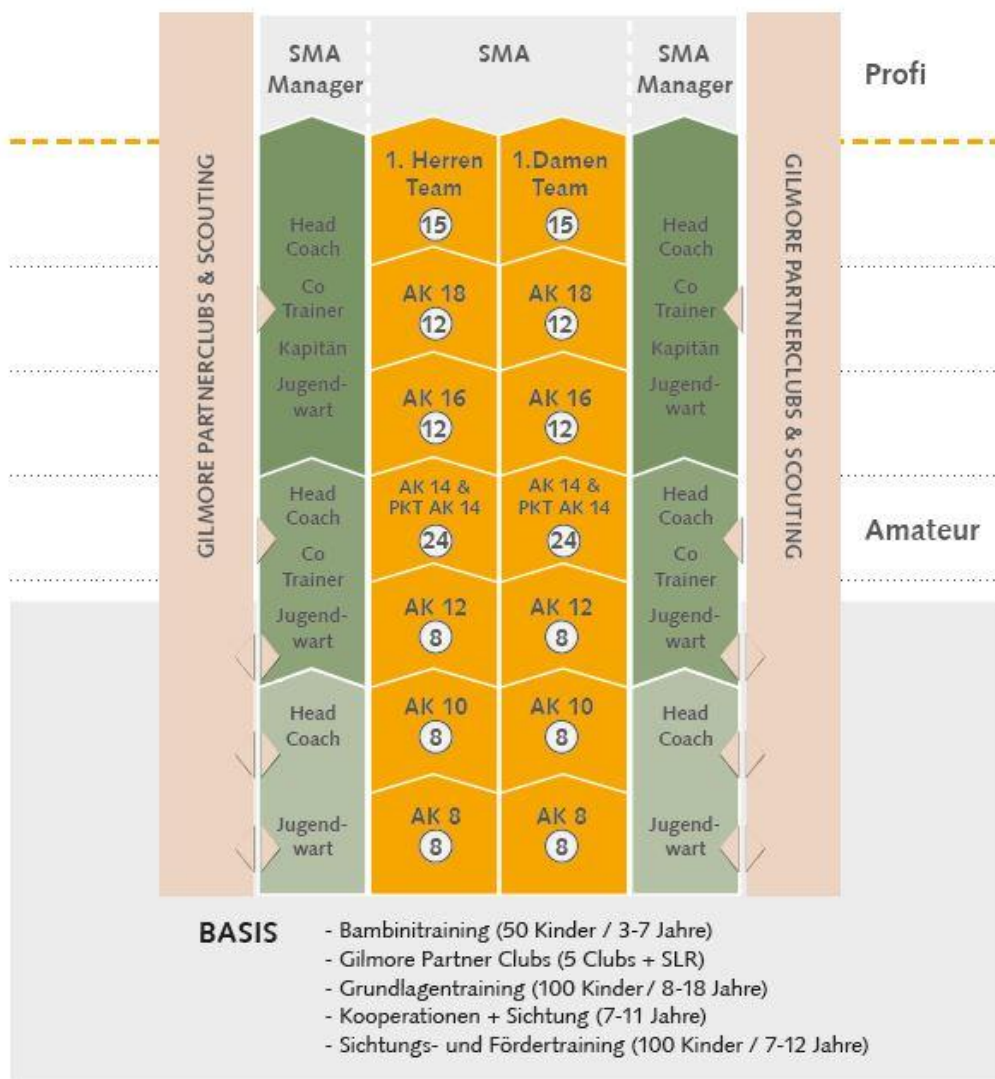 SMA
Manager
SMA
SMA
Manager
Profi
GILMORE PARTNERCLUBS & SCOUTING
Head
Coach
Co
Trainer
Kapitän
Jugend-
wart
Head
Coach
Co
Trainer
Jugend-
wart
Head
Coach
Jugend-
wart
1. Herren
Team
15
AK 18
12
AK 16
12
AK 14 &
PKT AK 14
24
AK 12
8
AK 10
8
AK 8
8
1.Damen
Team
15
AK 18
12
AK 16
12
AK 14 &
PKT AK 14
24
AK 12
8
AK 10
8
AK 8
8
Head
Coach
Co
Trainer
Kapitän
Jugend-
wart
Head
Coach
Co
Trainer
Jugend-
wart
Head
Coach
Jugend-
wart
GILMORE PARTNERCLUBS & SCOUTING
Amateur
BASIS
- Bambinitraining (50 Kinder / 3-7 Jahre)
- Gilmore Partner Clubs (5 Clubs + SLR)
- Grundlagentraining (100 Kinder / 8-18 Jahre)
- Kooperationen + Sichtung (7-11 Jahre)
- Sichtungs- und Fördertraining (100 Kinder / 7-12 Jahre)